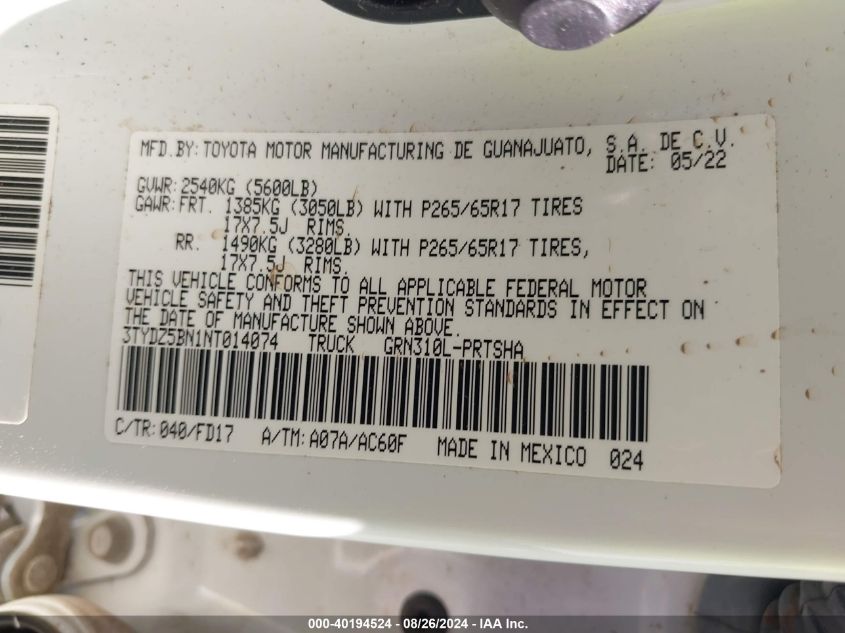 MFD.BY:TOYOTA MOTOR MANUFACTURING DE GUANAJUATO, S.A. DE C.V.
DATE: 05/22
GVWR:2540KG (5600LB)
GAWR:FRT. 1385KG (3050LB) WITH P265/65R17 TIRES
17X7.5J RIMS.
RR. 1490KG (3280LB) WITH P265/65R17 TIRES,
17X7.5J RIMS.
THIS VEHICLE CONFORMS TO ALL APPLICABLE FEDERAL MOTOR
VEHICLE SAFETY AND THEFT PREVENTION STANDARDS IN EFFECT ON
THE DATE OF MANUFACTURE SHOWN ABOVE.
3TYDZ5BN1NT014074 TRUCK GRN310L-PRTSHA
C/TR:040/FD17 A/TM:A07A/AC60F MADE IN MEXICO 024
000-40194524 - 08/26/2024 - IAA Inc.